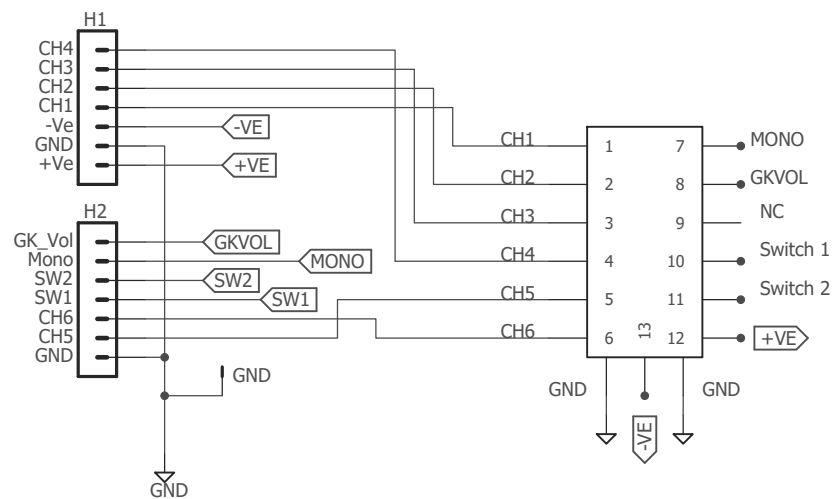 H1
CH4
CH3
CH2
CH1
-Ve
GND
+Ve
-VE
+VE
H2
GK_Vol
Mono
SW2
SW1
CH6
CH5
GND
GKVOL
MONO
SW2
SW1
GND
GND
CH1
CH2
CH3
CH4
CH5
CH6
1 7
2 8
3 9
4 10
5 11
6 13 12
MONO
GKVOL
NC
Switch 1
Switch 2
+VE
GND
GND
-VE